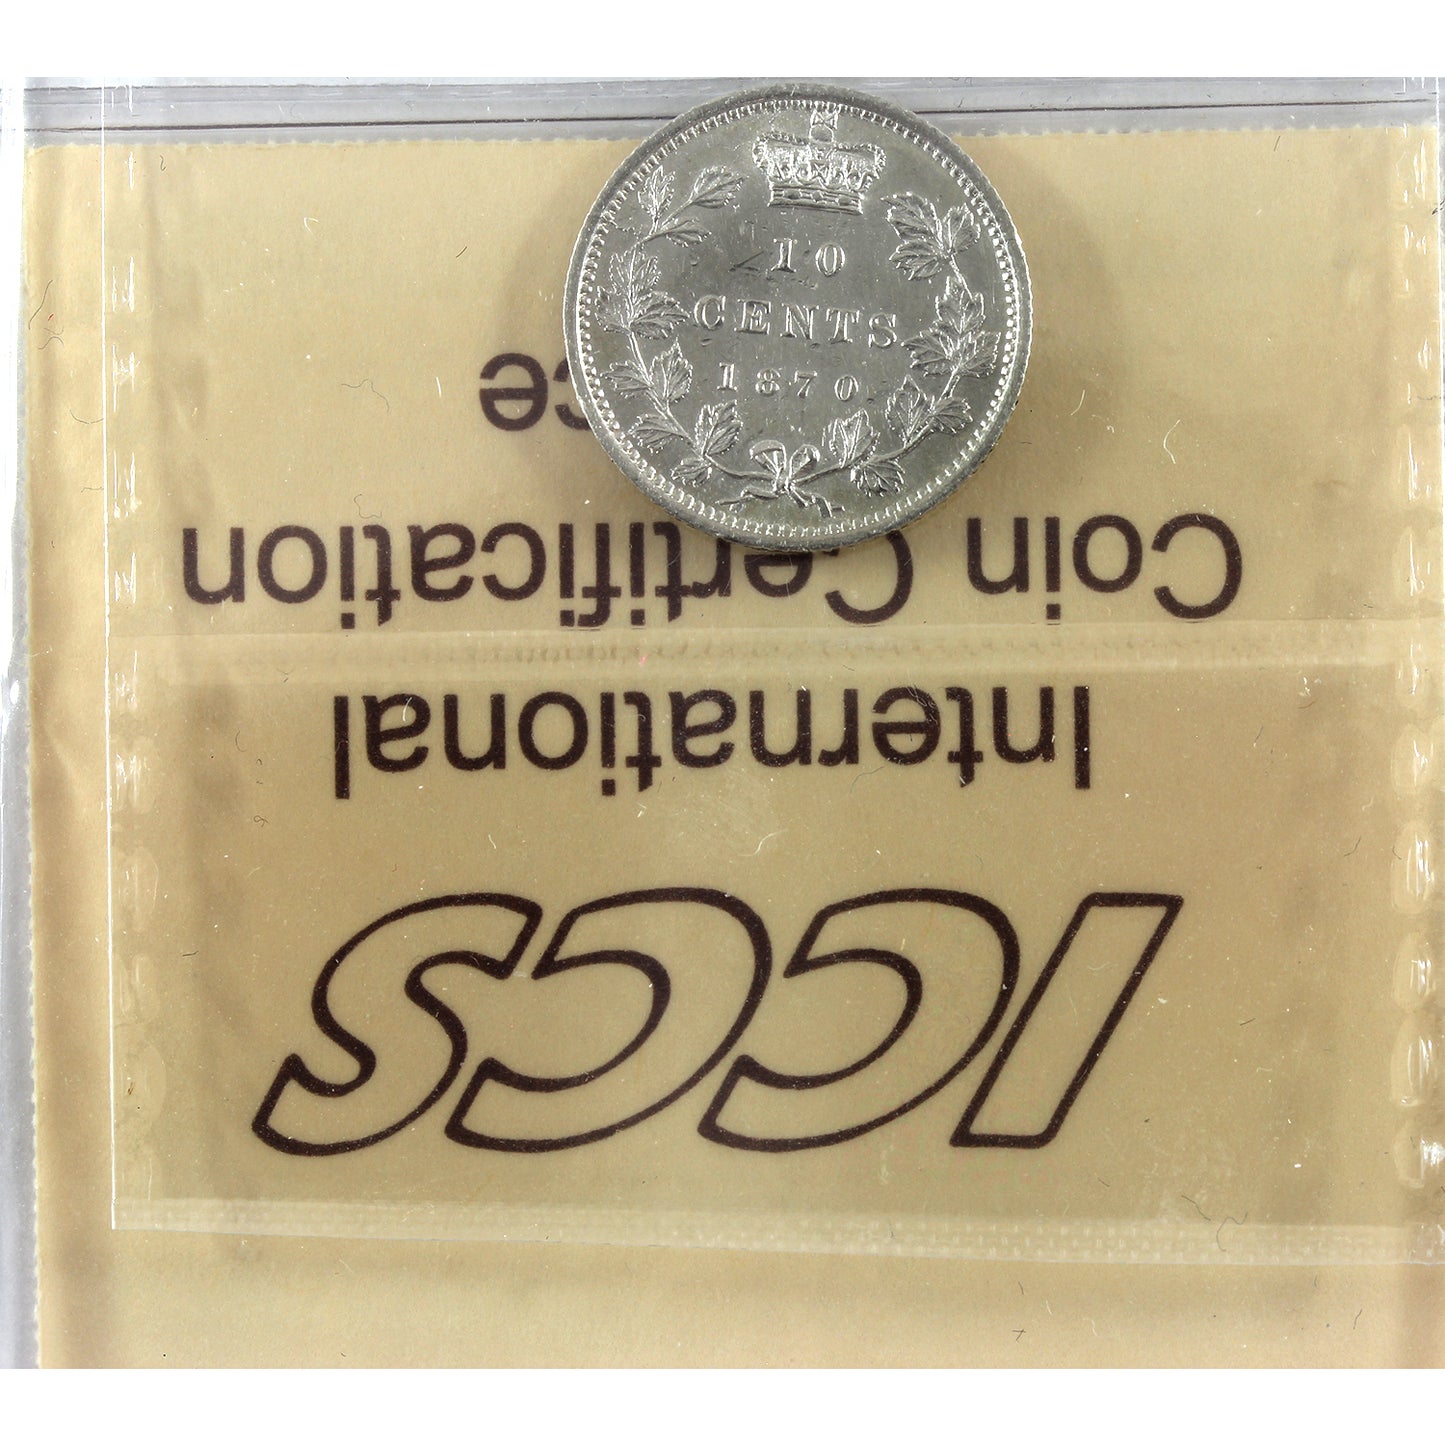 10
CENTS
1870
ICCS
International
Coin Certification
ce